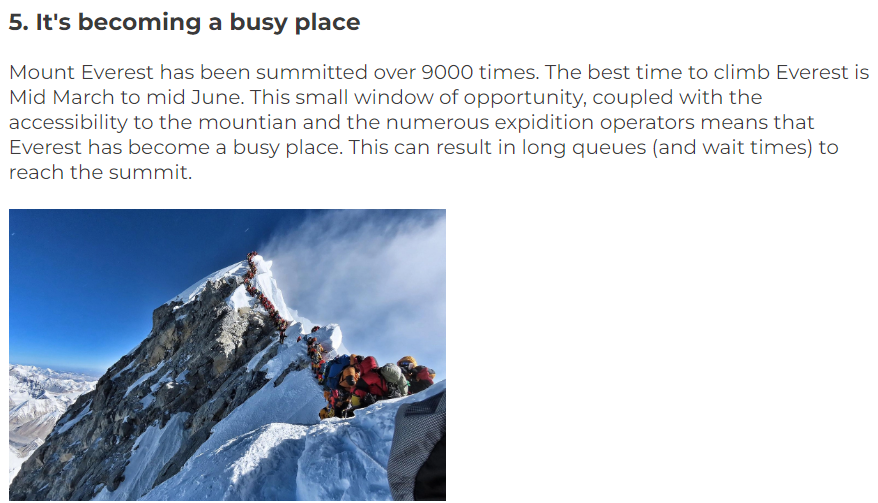 5. It's becoming a busy place
Mount Everest has been summitted over 9000 times. The best time to climb Everest is
Mid March to mid June. This small window of opportunity, coupled with the
accessibility to the mountian and the numerous expidition operators means that
Everest has become a busy place. This can result in long queues (and wait times) to
reach the summit.